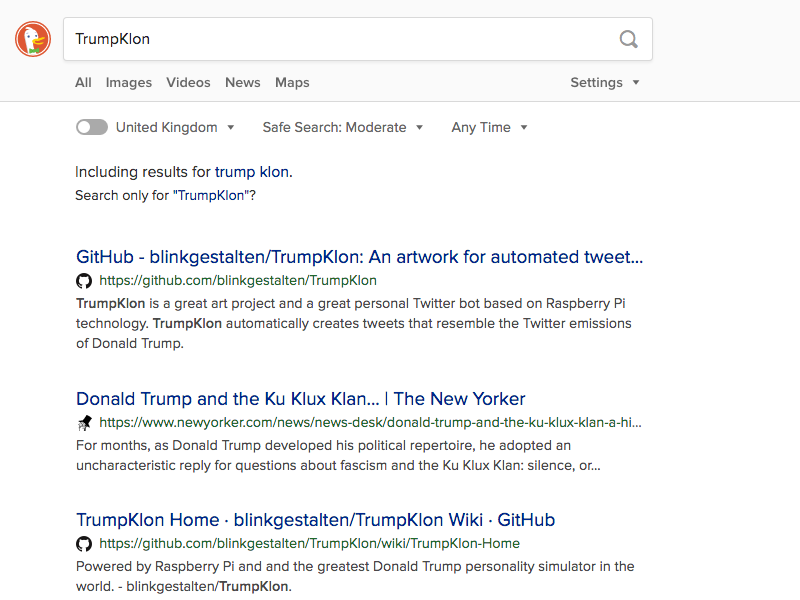 TrumpKlon
All Images Videos News Maps Settings
United Kingdom Safe Search: Moderate Any Time
Including results for trump klon.
Search only for "TrumpKlon"?
GitHub - blinkgestalten/TrumpKlon: An artwork for automated tweet...
https://github.com/blinkgestalten/TrumpKlon
TrumpKlon is a great art project and a great personal Twitter bot based on Raspberry Pi
technology. TrumpKlon automatically creates tweets that resemble the Twitter emissions
of Donald Trump.
Donald Trump and the Ku Klux Klan... | The New Yorker
https://www.newyorker.com/news/news-desk/donald-trump-and-the-ku-klux-klan-a-hi...
For months, as Donald Trump developed his political repertoire, he adopted an
uncharacteristic reply for questions about fascism and the Ku Klux Klan: silence, or...
TrumpKlon Home · blinkgestalten/TrumpKlon Wiki · GitHub
https://github.com/blinkgestalten/TrumpKlon/wiki/TrumpKlon-Home
Powered by Raspberry Pi and and the greatest Donald Trump personality simulator in the
world. - blinkgestalten/TrumpKlon.